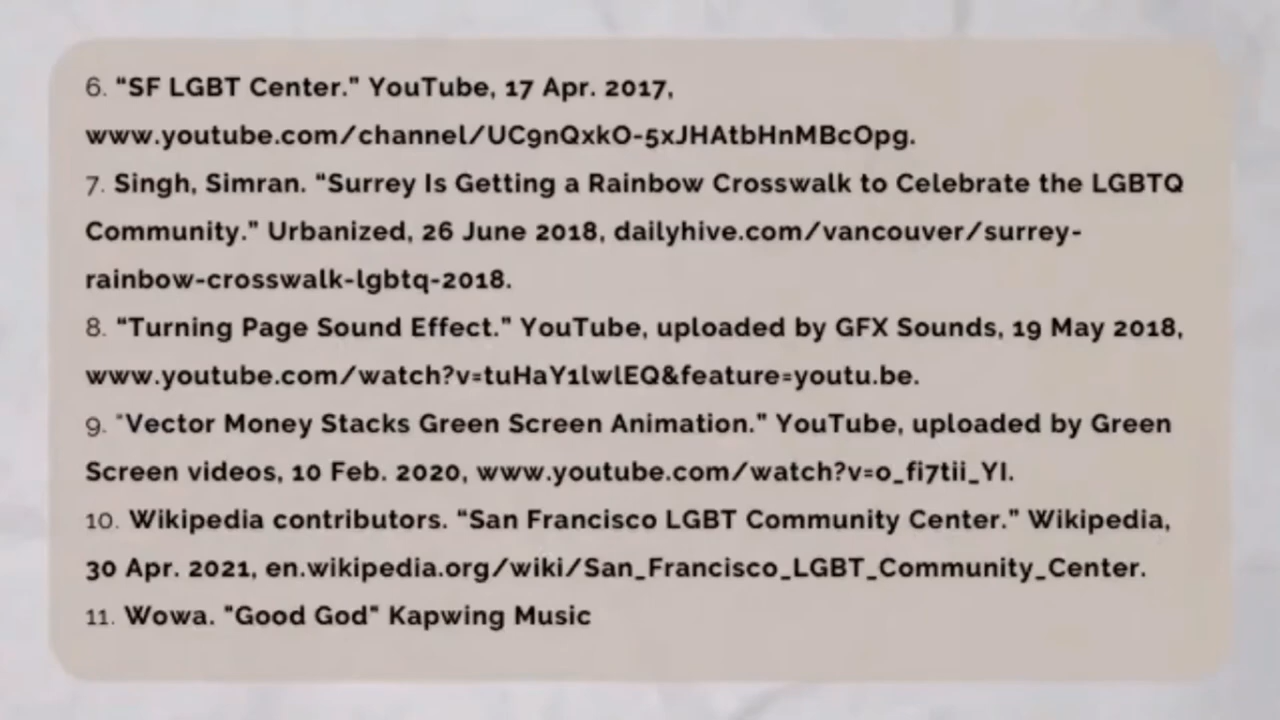 6. “SF LGBT Center.” YouTube, 17 Apr. 2017,
www.youtube.com/channel/UC9nQxkO-5xJHAtbHnMBcOpg.
7. Singh, Simran. “Surrey Is Getting a Rainbow Crosswalk to Celebrate the LGBTQ
Community.” Urbanized, 26 June 2018, dailyhive.com/vancouver/surrey-
rainbow-crosswalk-lgbtq-2018.
8. “Turning Page Sound Effect.” YouTube, uploaded by GFX Sounds, 19 May 2018,
www.youtube.com/watch?v=tuHaY1lwlEQ&feature=youtu.be.
9. "Vector Money Stacks Green Screen Animation.” YouTube, uploaded by Green
Screen videos, 10 Feb. 2020, www.youtube.com/watch?v=o_fi7tii_YI.
10. Wikipedia contributors. “San Francisco LGBT Community Center.” Wikipedia,
30 Apr. 2021, en.wikipedia.org/wiki/San_Francisco_LGBT_Community_Center.
11. Wowa. "Good God" Kapwing Music